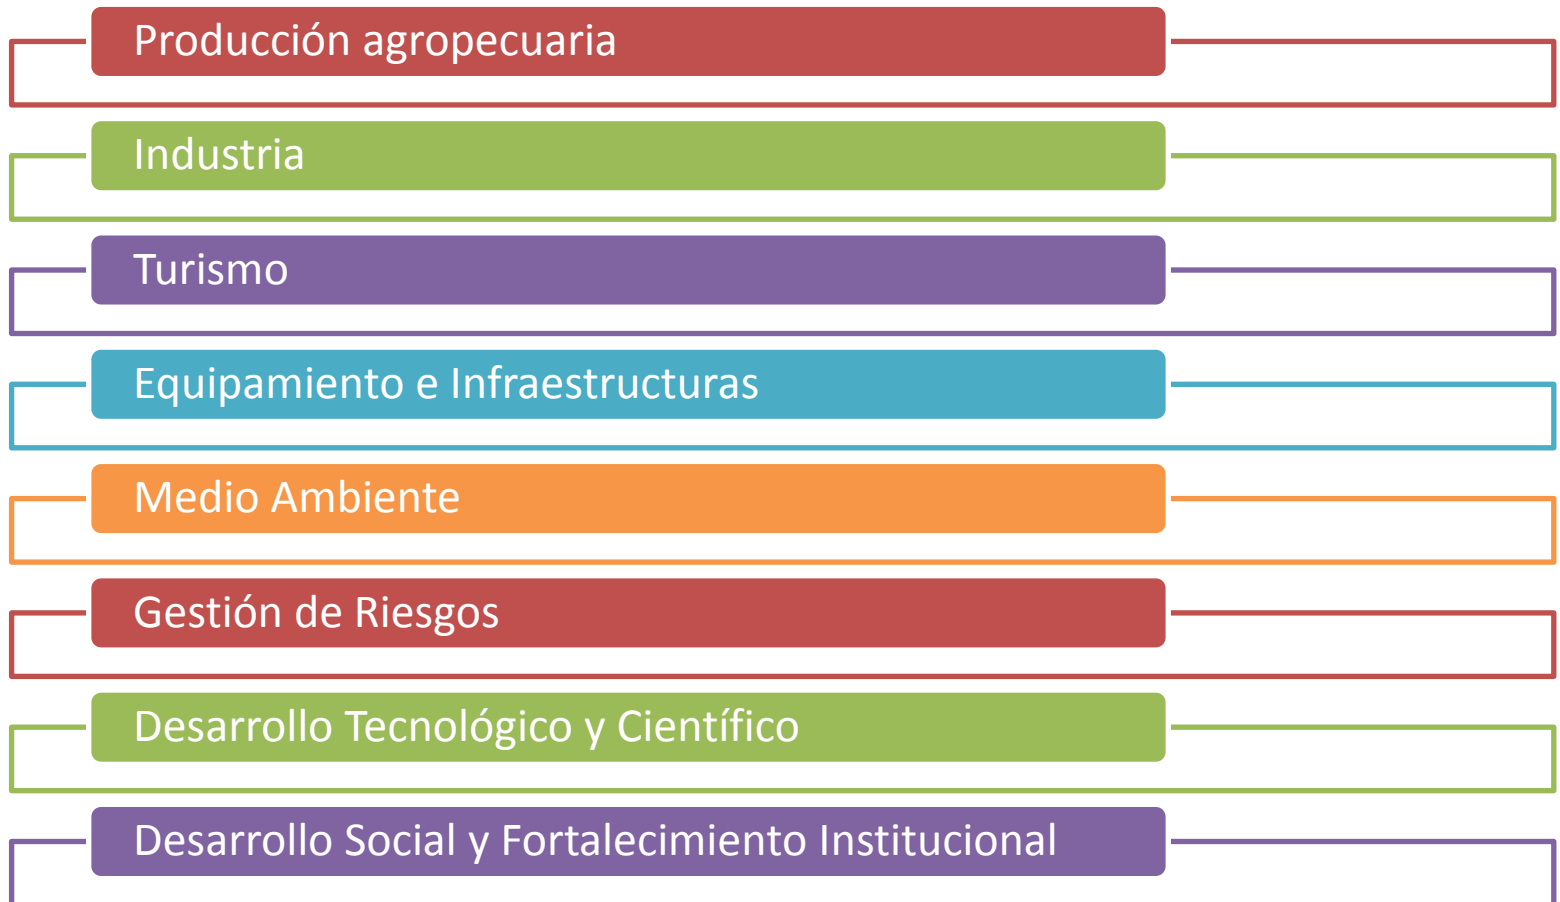 Producción agropecuaria
Industria
Turismo
Equipamiento e Infraestructuras
Medio Ambiente
Gestión de Riesgos
Desarrollo Tecnológico y Científico
Desarrollo Social y Fortalecimiento Institucional